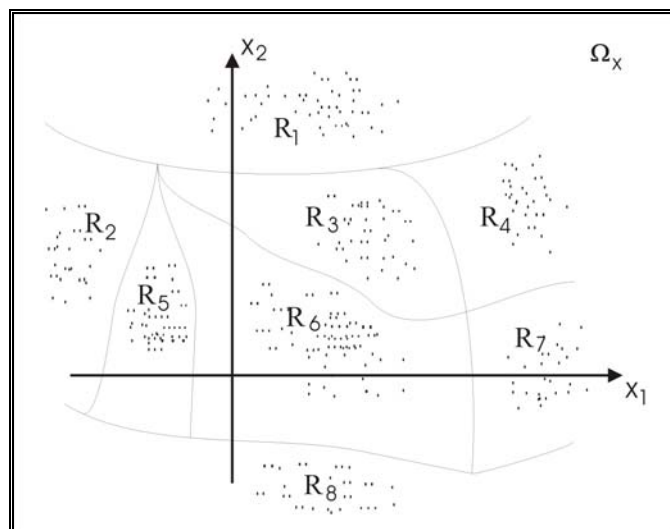 X₂
Ωₓ
R₁
R₂
R₃
R₄
R₅
R₆
R₇
X₁
R₈